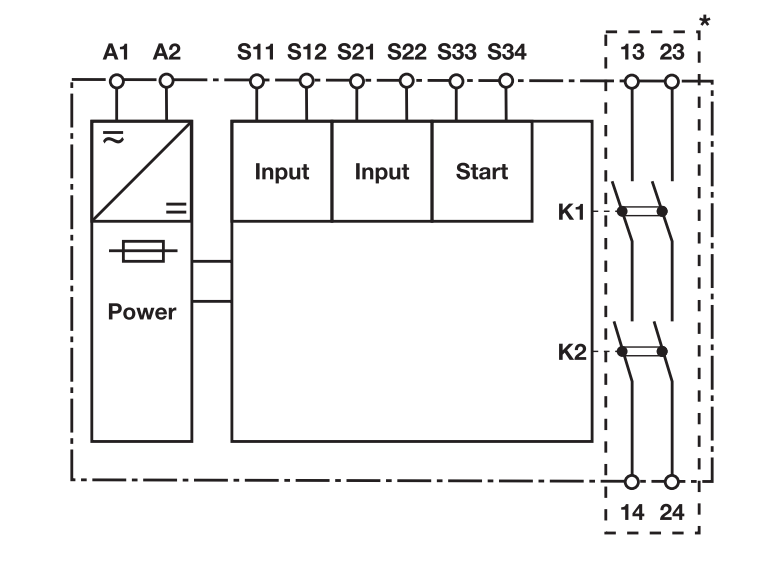 *
A1 A2 S11 S12 S21 S22 S33 S34 13 23
Input Input Start
K1
Power
K2
14 24